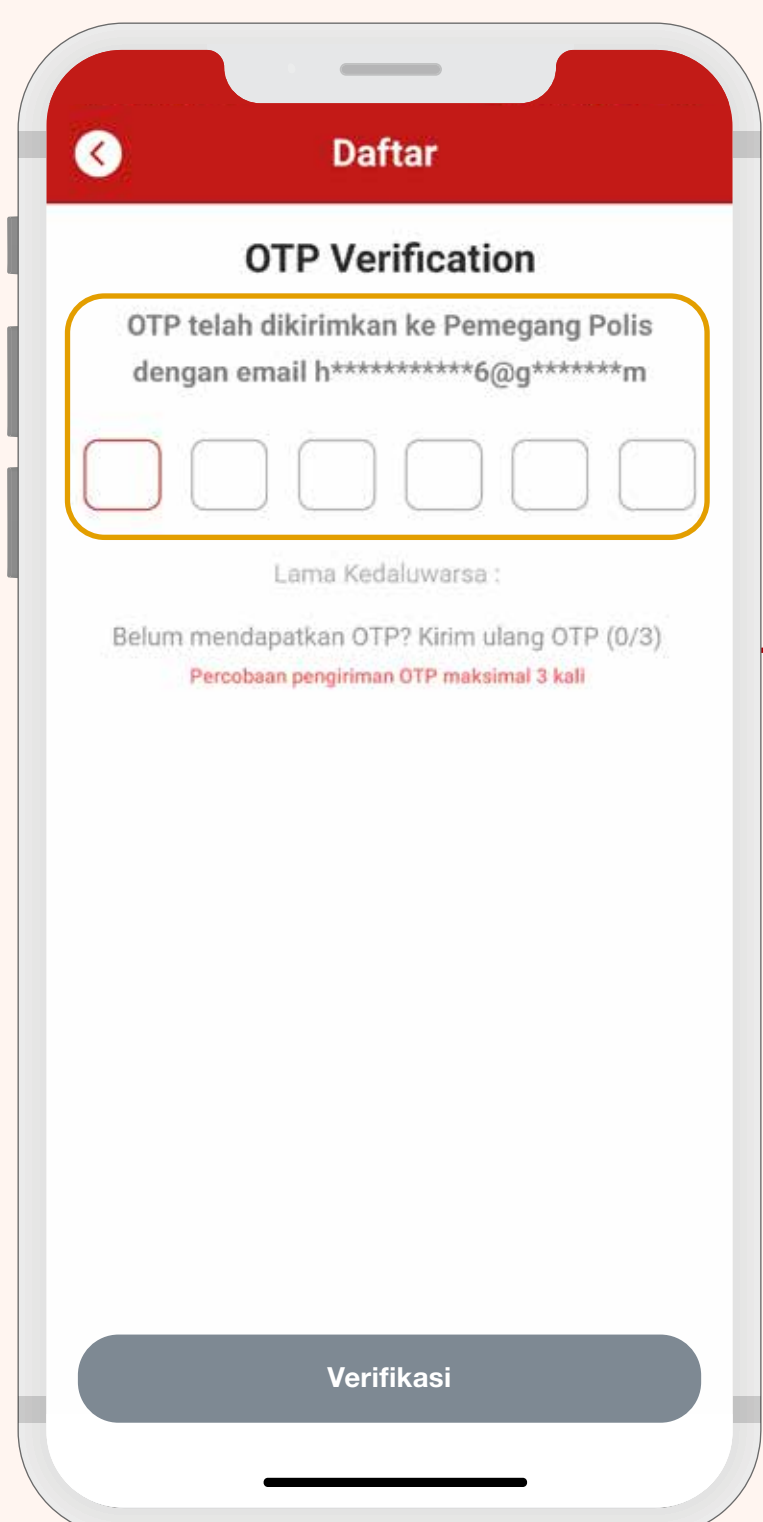 Daftar
OTP Verification
OTP telah dikirimkan ke Pemegang Polis
dengan email h***********6@g*******m
Lama Kedaluwarsa :
Belum mendapatkan OTP? Kirim ulang OTP (0/3)
Percobaan pengiriman OTP maksimal 3 kali
Verifikasi